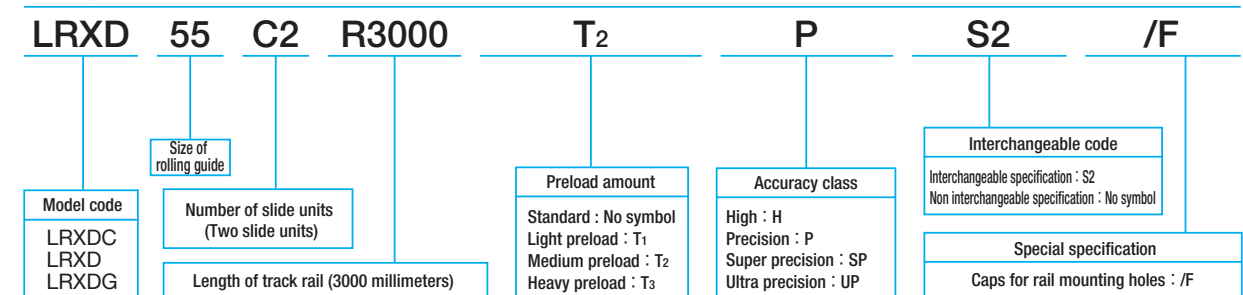 LRXD 55 C2 R3000 T2 P S2 /F
Size of
rolling guide
Interchangeable code
Interchangeable specification : S2
Non interchangeable specification : No symbol
Model code
LRXDC
LRXD
LRXDG
Number of slide units
(Two slide units)
Length of track rail (3000 millimeters)
Preload amount
Standard : No symbol
Light preload : T1
Medium preload : T2
Heavy preload : T3
Accuracy class
High : H
Precision : P
Super precision : SP
Ultra precision : UP
Special specification
Caps for rail mounting holes : /F